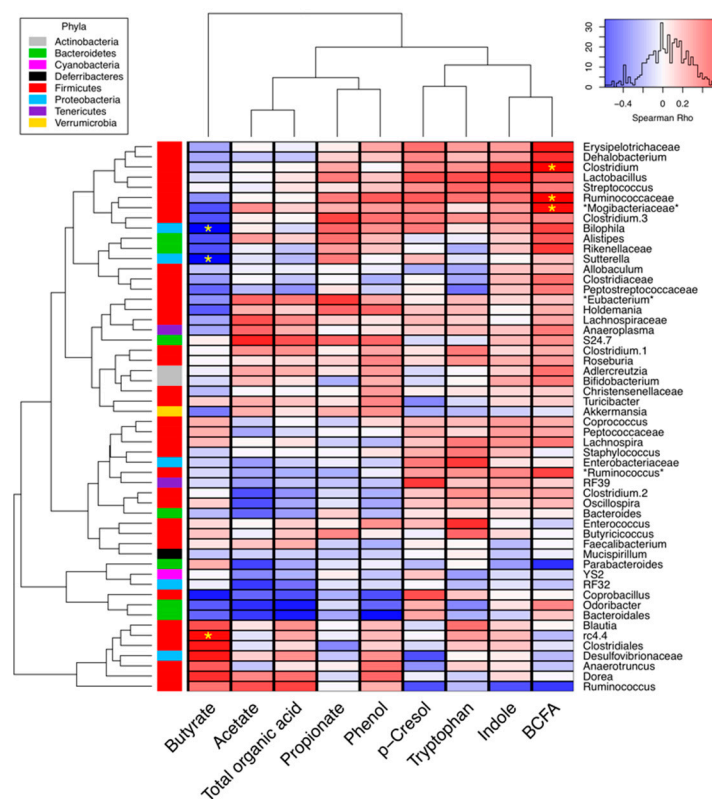 Phyla
Actinobacteria
Bacteroidetes
Cyanobacteria
Deferribacteres
Firmicutes
Proteobacteria
Tenericutes
Verrumicrobia
0 10 20 30
-0.4 0 0.2
Spearman Rho
Erysipelotrichaceae
Dehalobacterium
* Clostridium
Lactobacillus
Streptococcus
* Ruminococcaceae
* *Mogibacteriaceae*
Clostridium.3
* Bilophila
Alistipes
Rikenellaceae
* Sutterella
Allobaculum
Clostridiaceae
Peptostreptococcaceae
*Eubacterium*
Holdemania
Lachnospiraceae
Anaeroplasma
S24.7
Clostridium.1
Roseburia
Adlercreutzia
Bifidobacterium
Christensenellaceae
Turicibacter
Akkermansia
Coprococcus
Peptococcaceae
Lachnospira
Staphylococcus
Enterobacteriaceae
*Ruminococcus*
RF39
Clostridium.2
Oscillospira
Bacteroides
Enterococcus
Butyricicoccus
Faecalibacterium
Mucispirillum
Parabacteroides
YS2
RF32
Coprobacillus
Odoribacter
Bacteroidales
Blautia
* rc4.4
Clostridiales
Desulfovibrionaceae
Anaerotruncus
Dorea
Ruminococcus
Butyrate
Acetate
Total organic acid
Propionate
Phenol
p-Cresol
Tryptophan
Indole
BCFA